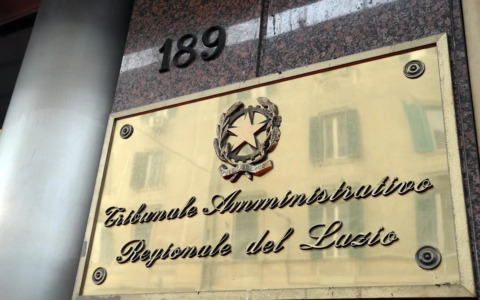 189
Tribunale Amministrativo
Regionale del Lazio